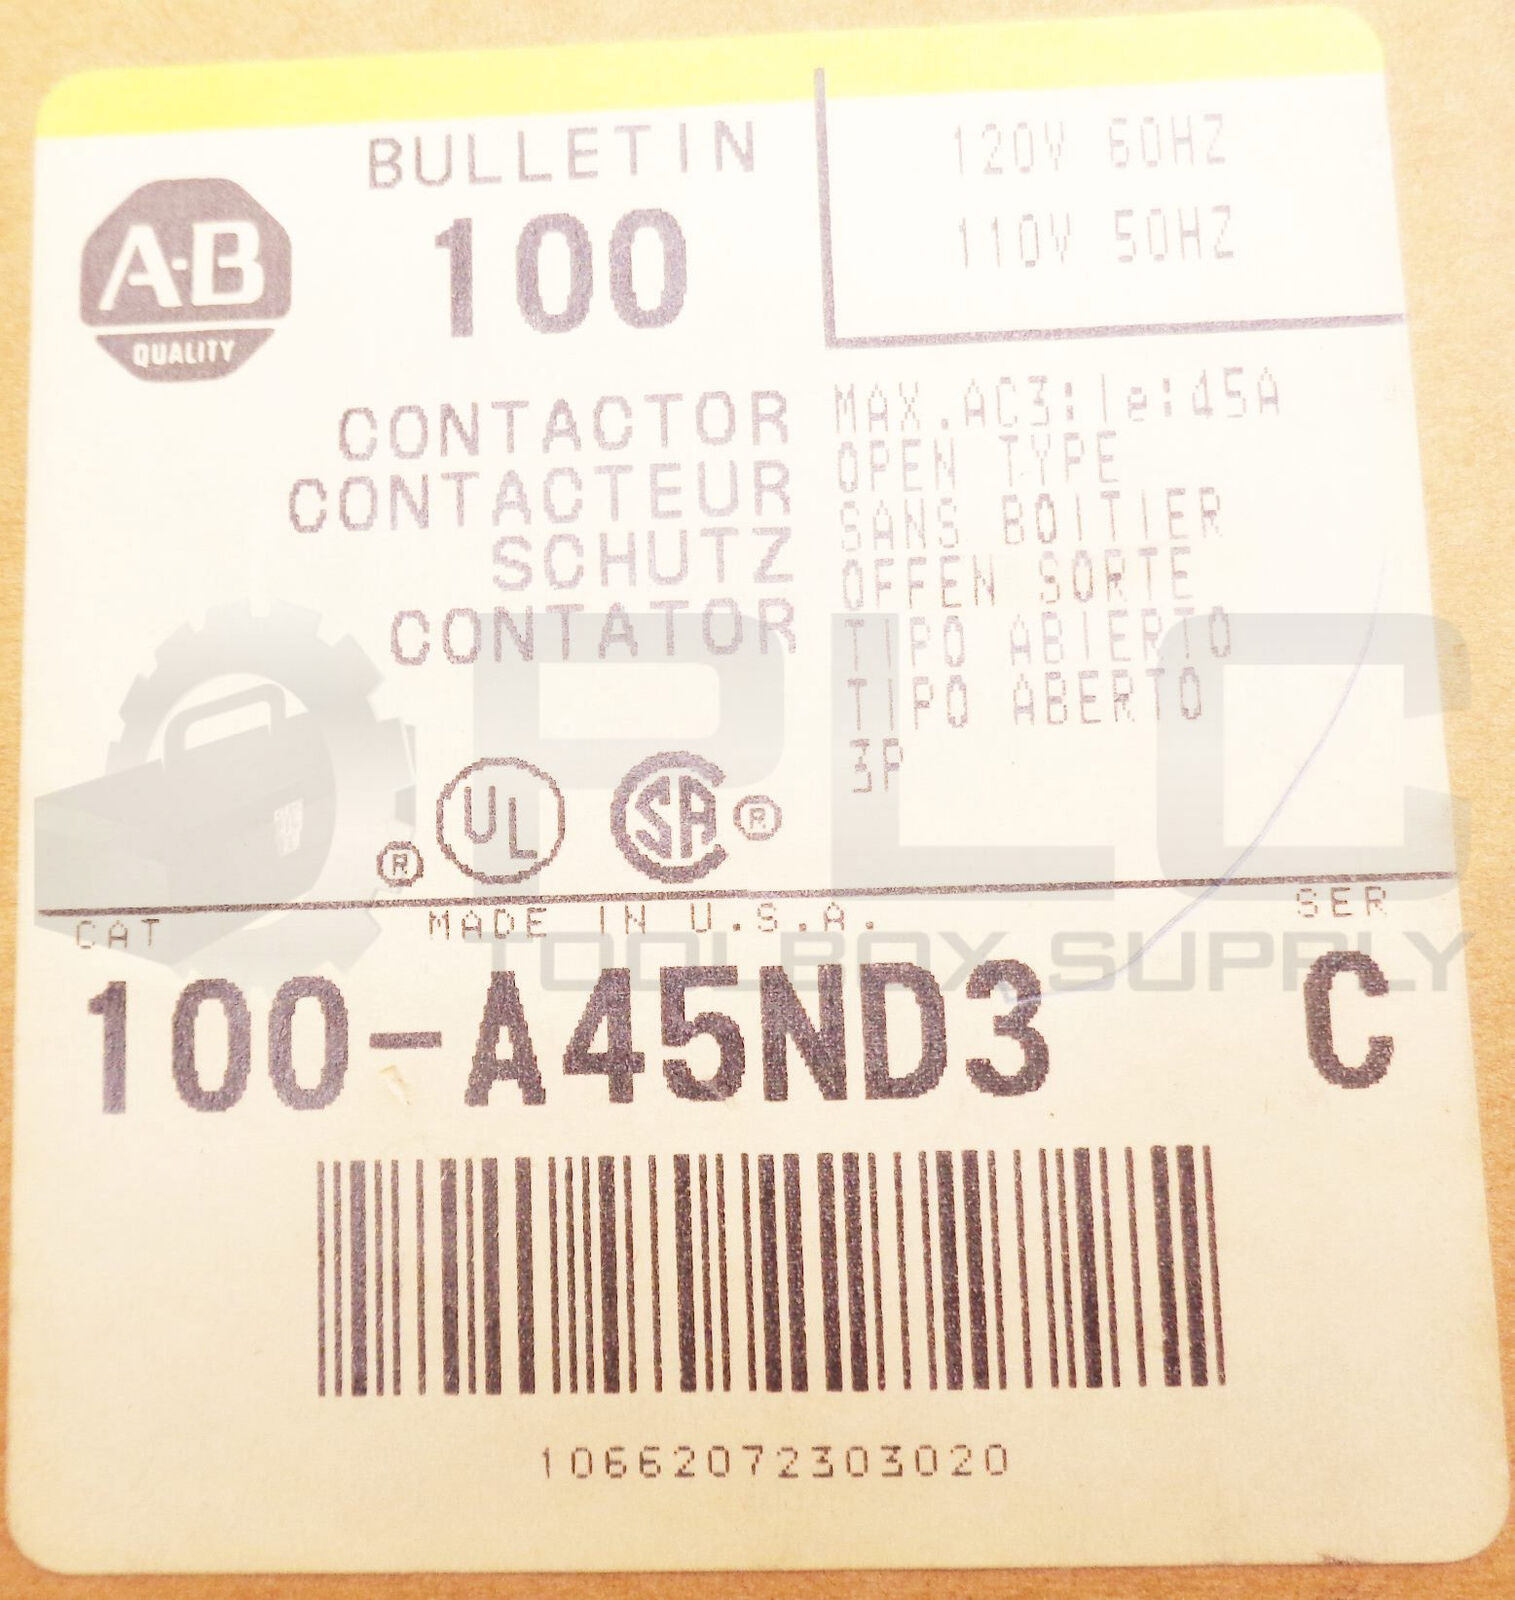 BULLETIN
100
A-B
QUALITY
120V 60HZ
110V 50HZ
CONTACTOR
CONTACTEUR
SCHUTZ
CONTATOR
MAX.AC3:Ie:45A
OPEN TYPE
SANS BOITIER
OFFEN SORTE
TIPO ABIERTO
TIPO ABERTO
3P
® UL SA ®
PLC
TOOLBOX SUPPLY
CAT MADE IN U.S.A. SER
100-A45ND3 C
10662072303020